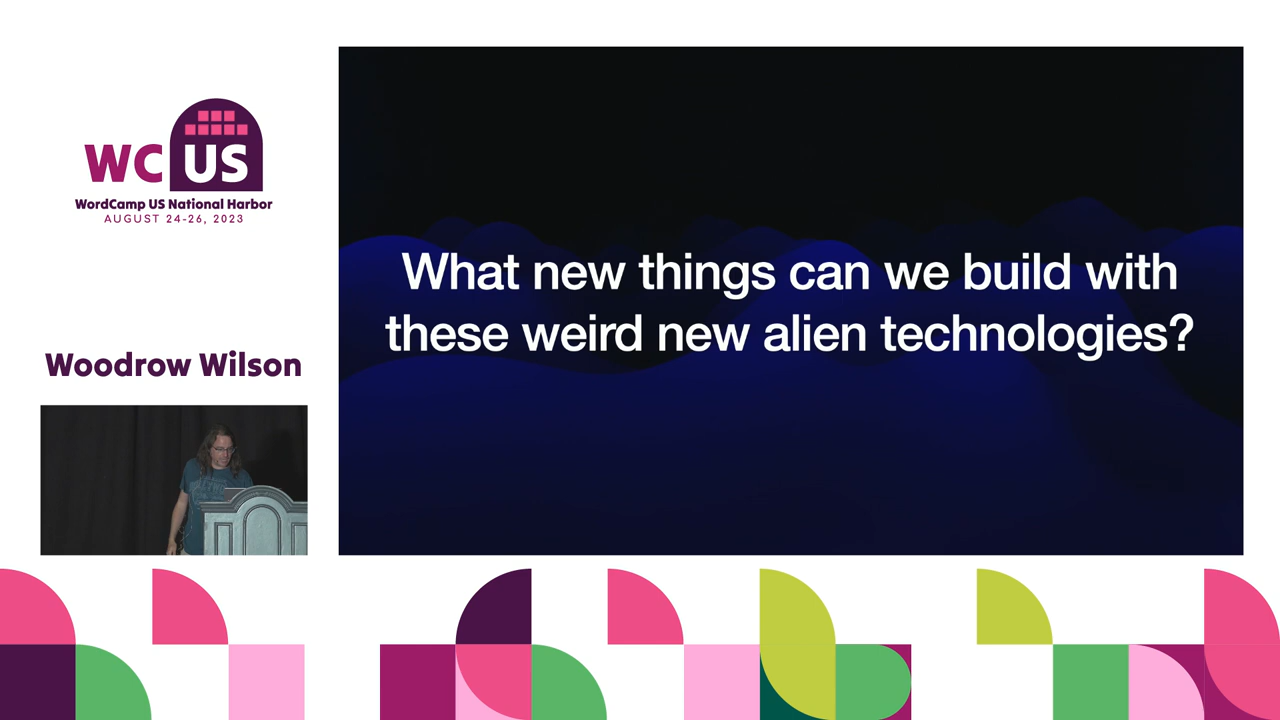 WC US
WordCamp US National Harbor
AUGUST 24-26, 2023
Woodrow Wilson
What new things can we build with
these weird new alien technologies?